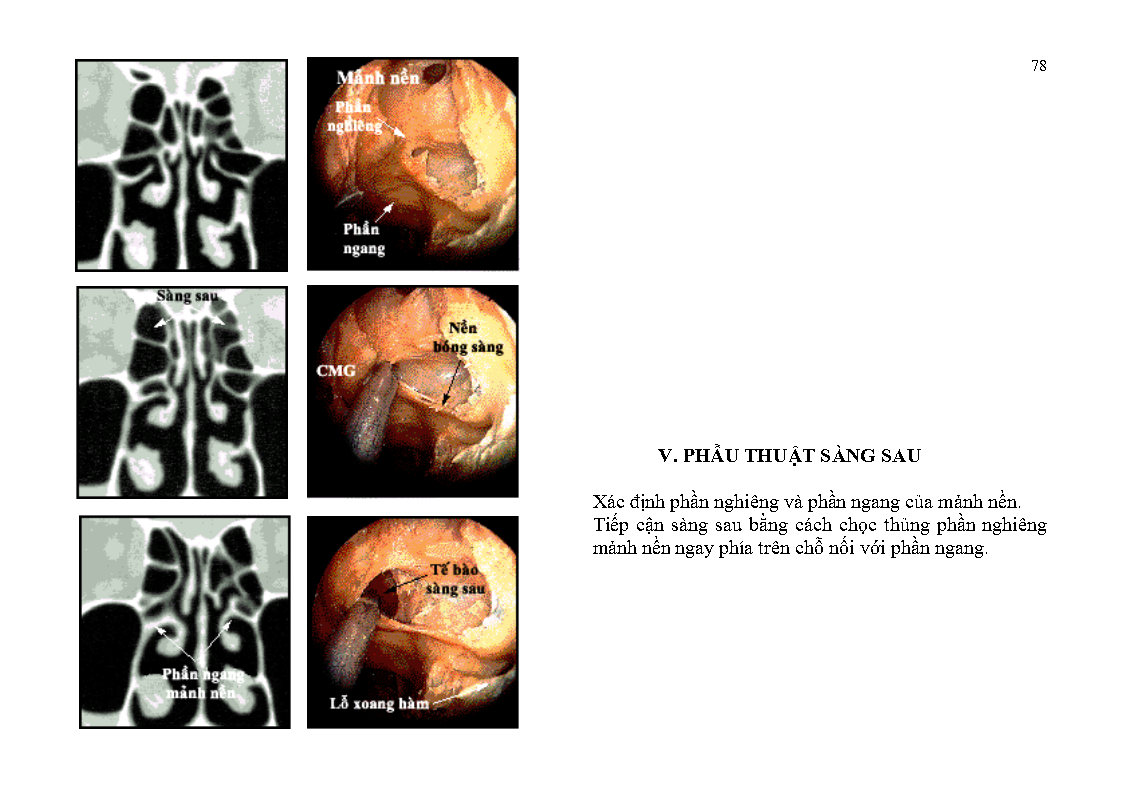 Mảnh nền
Phần
nghiêng
Phần
ngang
Sàng sau
Nền
bóng sàng
CMG
Tế bào
sàng sau
Phần ngang
mảnh nền
Lỗ xoang hàm
78
V. PHẪU THUẬT SÀNG SAU
Xác định phần nghiêng và phần ngang của mảnh nền.
Tiếp cận sàng sau bằng cách chọc thủng phần nghiêng
mảnh nền ngay phía trên chỗ nối với phần ngang.